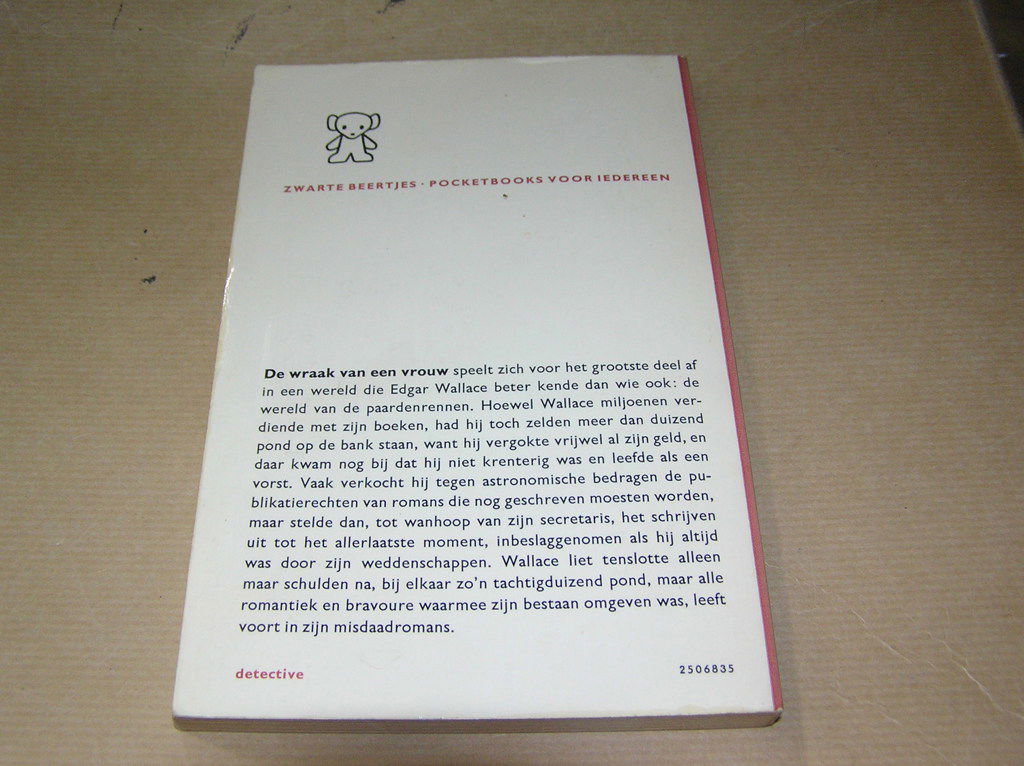 ZWARTE BEERTJES · POCKETBOOKS VOOR IEDEREEN
De wraak van een vrouw speelt zich voor het grootste deel af
in een wereld die Edgar Wallace beter kende dan wie ook: de
wereld van de paardenrennen. Hoewel Wallace miljoenen ver-
diende met zijn boeken, had hij toch zelden meer dan duizend
pond op de bank staan, want hij vergokte vrijwel al zijn geld, en
daar kwam nog bij dat hij niet krenterig was en leefde als een
vorst. Vaak verkocht hij tegen astronomische bedragen de pu-
blikatierechten van romans die nog geschreven moesten worden,
maar stelde dan, tot wanhoop van zijn secretaris, het schrijven
uit tot het allerlaatste moment, inbeslaggenomen als hij altijd
was door zijn weddenschappen. Wallace liet tenslotte alleen
maar schulden na, bij elkaar zo'n tachtigduizend pond, maar alle
romantiek en bravoure waarmee zijn bestaan omgeven was, leeft
voort in zijn misdaadromans.
detective
2506835